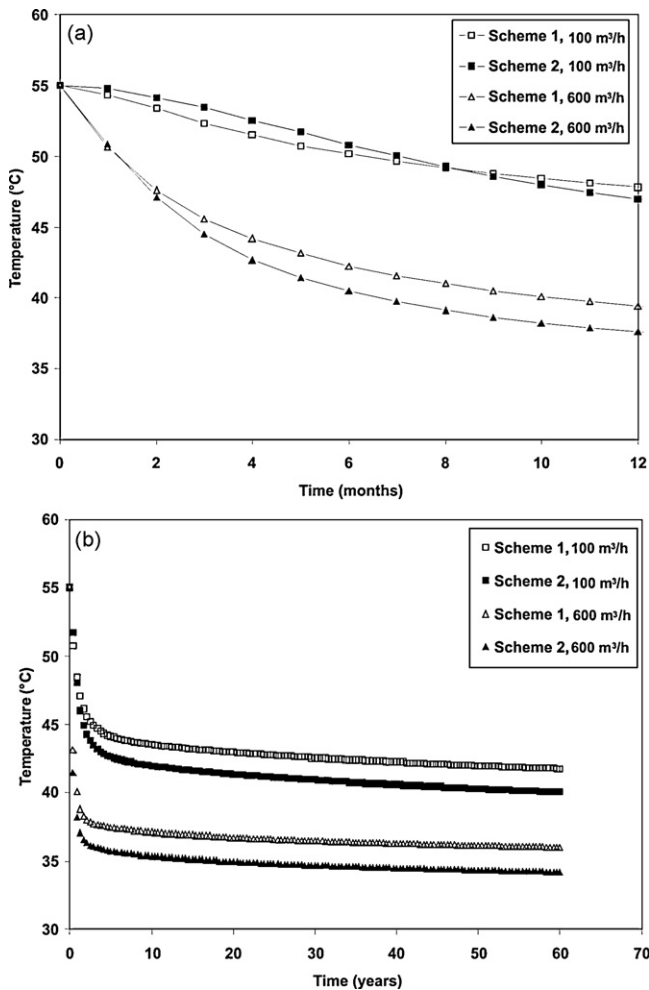 (a)
60
55
50
45
40
35
30
Temperature (°C)
0
2
4
6
8
10
12
Time (months)
Scheme 1, 100 m³/h
Scheme 2, 100 m³/h
Scheme 1, 600 m³/h
Scheme 2, 600 m³/h
(b)
60
55
50
45
40
35
30
Temperature (°C)
0
10
20
30
40
50
60
70
Time (years)
Scheme 1, 100 m³/h
Scheme 2, 100 m³/h
Scheme 1, 600 m³/h
Scheme 2, 600 m³/h